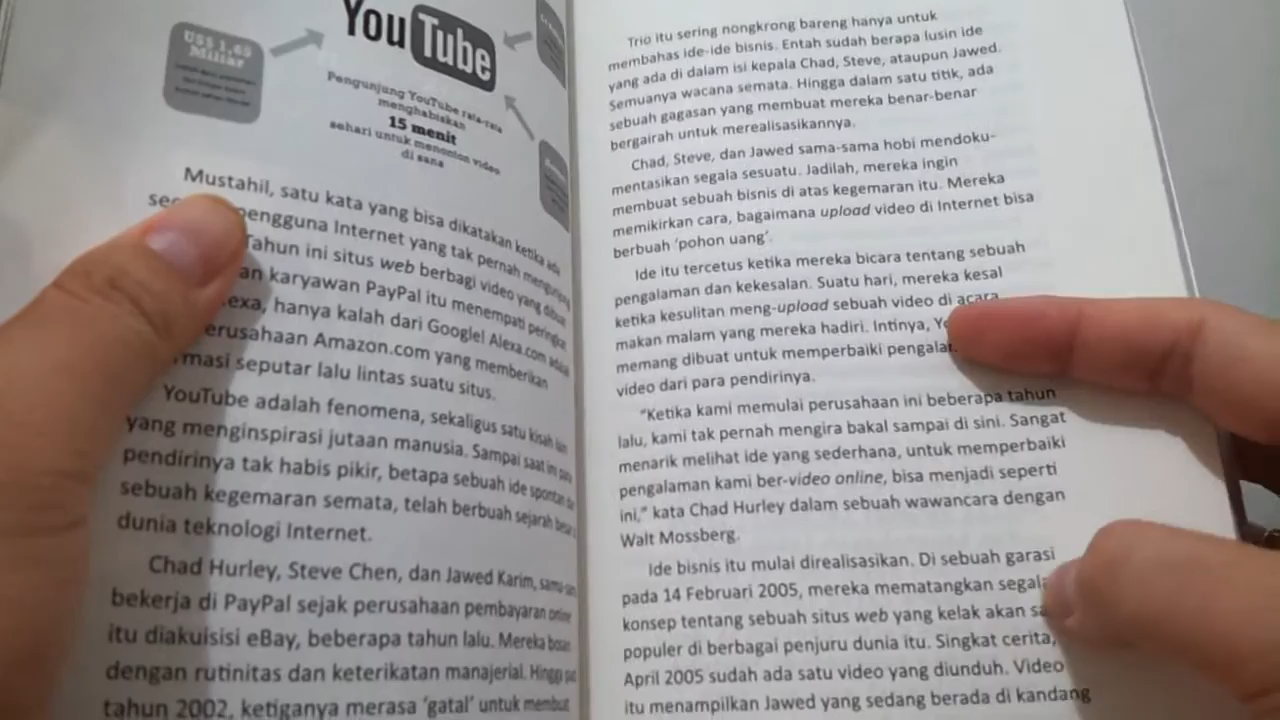 US$ 1,65
Miliar
YouTube
Pengunjung YouTube rata-rata
menghabiskan
15 menit
sehari untuk menonton video
di sana
Mustahil, satu kata yang bisa dikatakan ketika ada
pengguna Internet yang tak pernah
Tahun ini situs web berbagi video yang
karyawan PayPal itu menempati
hanya kalah dari Google! Alexa.com
Amazon.com yang memberikan
seputar lalu lintas suatu situs.
YouTube adalah fenomena, sekaligus satu kisah
yang menginspirasi jutaan manusia. Sampai saat ini
pendirinya tak habis pikir, betapa sebuah ide spontan
sebuah kegemaran semata, telah berbuah sejarah
dunia teknologi Internet.
Chad Hurley, Steve Chen, dan Jawed Karim,
bekerja di PayPal sejak perusahaan pembayaran online
itu diakuisisi eBay, beberapa tahun lalu. Mereka bosan
dengan rutinitas dan keterikatan manajerial. Hingga
tahun 2002, ketiganya merasa ‘gatal’ untuk
Trio itu sering nongkrong bareng hanya untuk
membahas ide-ide bisnis. Entah sudah berapa lusin ide
yang ada di dalam isi kepala Chad, Steve, ataupun Jawed.
Semuanya wacana semata. Hingga dalam satu titik, ada
sebuah gagasan yang membuat mereka benar-benar
bergairah untuk merealisasikannya.
Chad, Steve, dan Jawed sama-sama hobi mendoku-
mentasikan segala sesuatu. Jadilah, mereka ingin
membuat sebuah bisnis di atas kegemaran itu. Mereka
memikirkan cara, bagaimana upload video di Internet bisa
berbuah ‘pohon uang’.
Ide itu tercetus ketika mereka bicara tentang sebuah
pengalaman dan kekesalan. Suatu hari, mereka kesal
ketika kesulitan meng-upload sebuah video di acara
makan malam yang mereka hadiri. Intinya,
memang dibuat untuk memperbaiki
video dari para pendirinya.
“Ketika kami memulai perusahaan ini beberapa tahun
lalu, kami tak pernah mengira bakal sampai di sini. Sangat
menarik melihat ide yang sederhana, untuk memperbaiki
pengalaman kami ber-video online, bisa menjadi seperti
ini,” kata Chad Hurley dalam sebuah wawancara dengan
Walt Mossberg.
Ide bisnis itu mulai direalisasikan. Di sebuah garasi
pada 14 Februari 2005, mereka mematangkan segala
konsep tentang sebuah situs web yang kelak akan
populer di berbagai penjuru dunia itu. Singkat cerita,
April 2005 sudah ada satu video yang diunduh. Video
itu menampilkan Jawed yang sedang berada di kandang